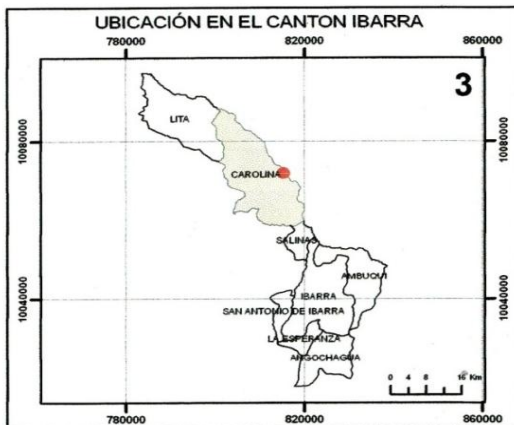 UBICACIÓN EN EL CANTON IBARRA
780000 820000 860000
3
LITA
10080000 10080000
CAROLINA
SALINAS
AMBUQUI
IBARRA
10040000 10040000
SAN ANTONIO DE IBARRA
LA ESPERANZA
ANGOCHAGUA
0 4 8 16 Km
780000 820000 860000